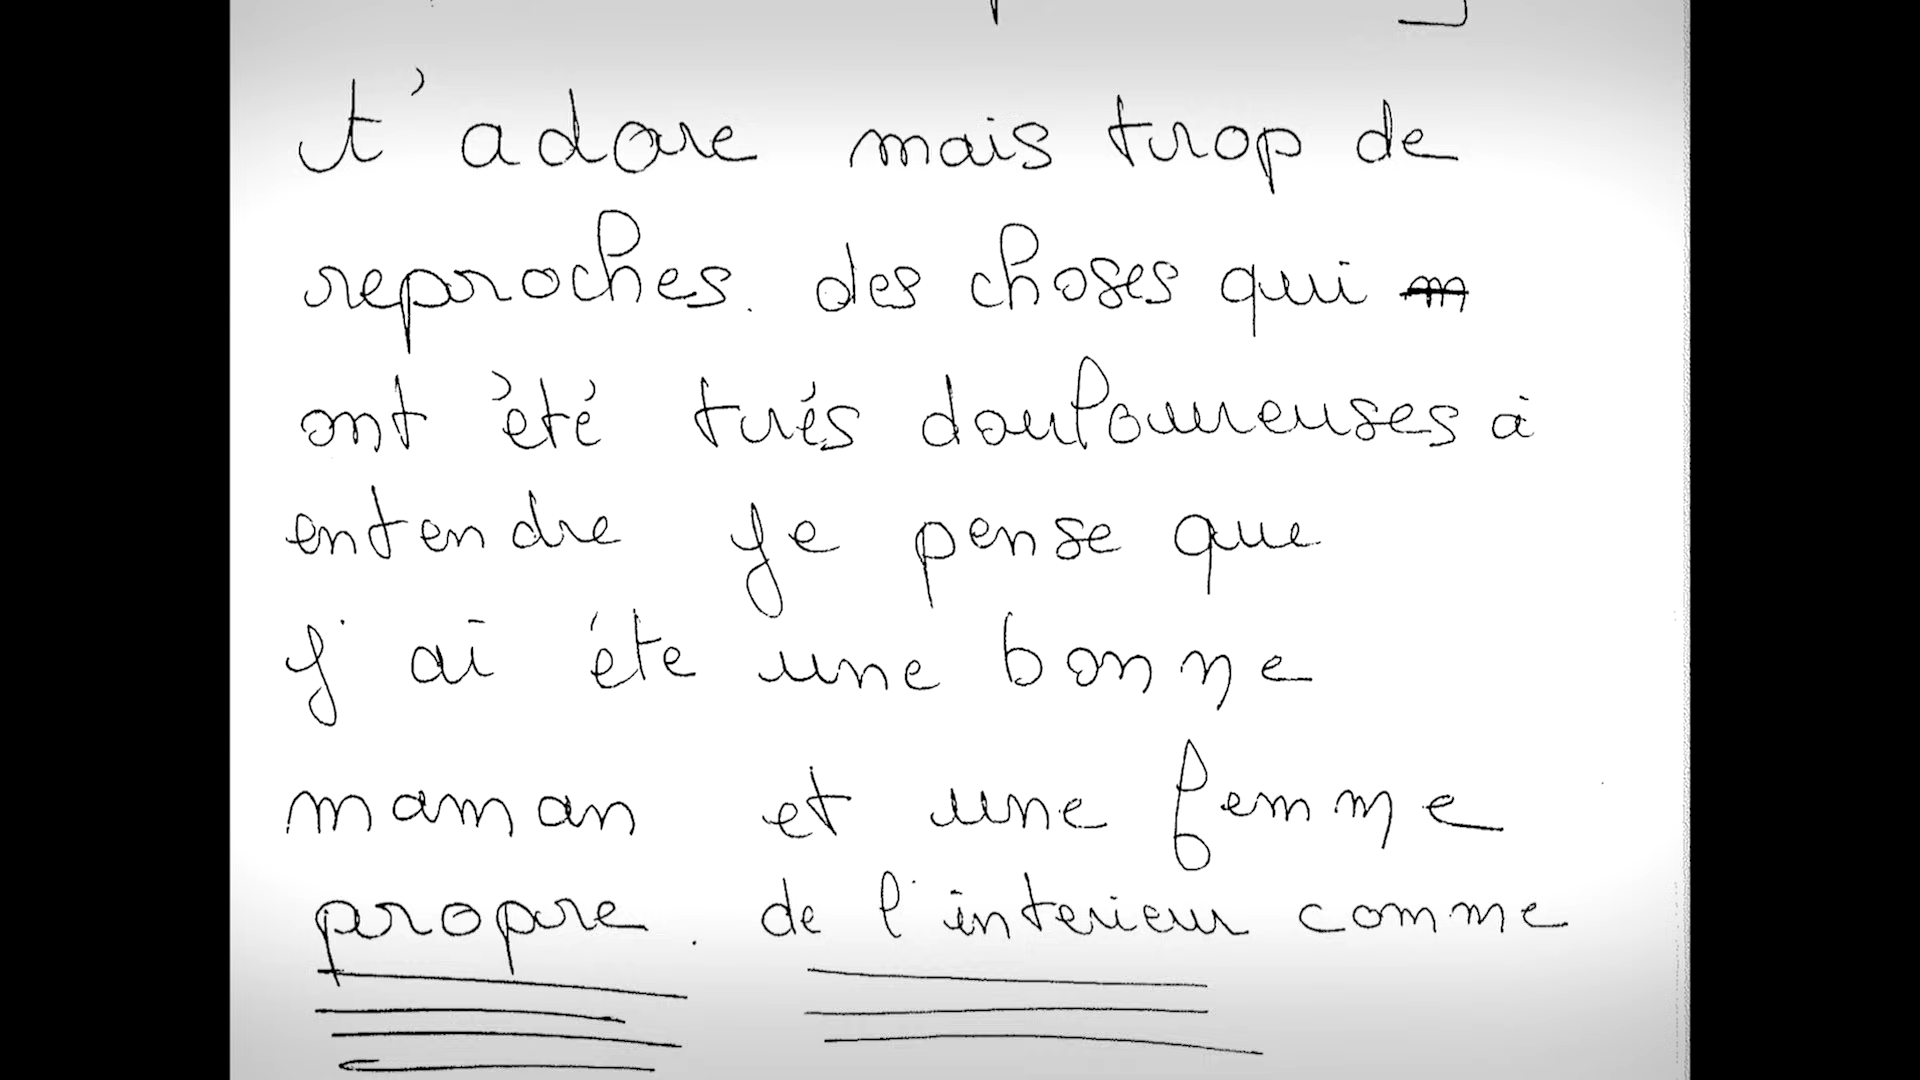 t'adore mais trop de
reproches. des choses qui
ont été trés douloureuses à
entendre je pense que
j'ai éte une bonne
maman et une femme
propre. de l'interieur comme